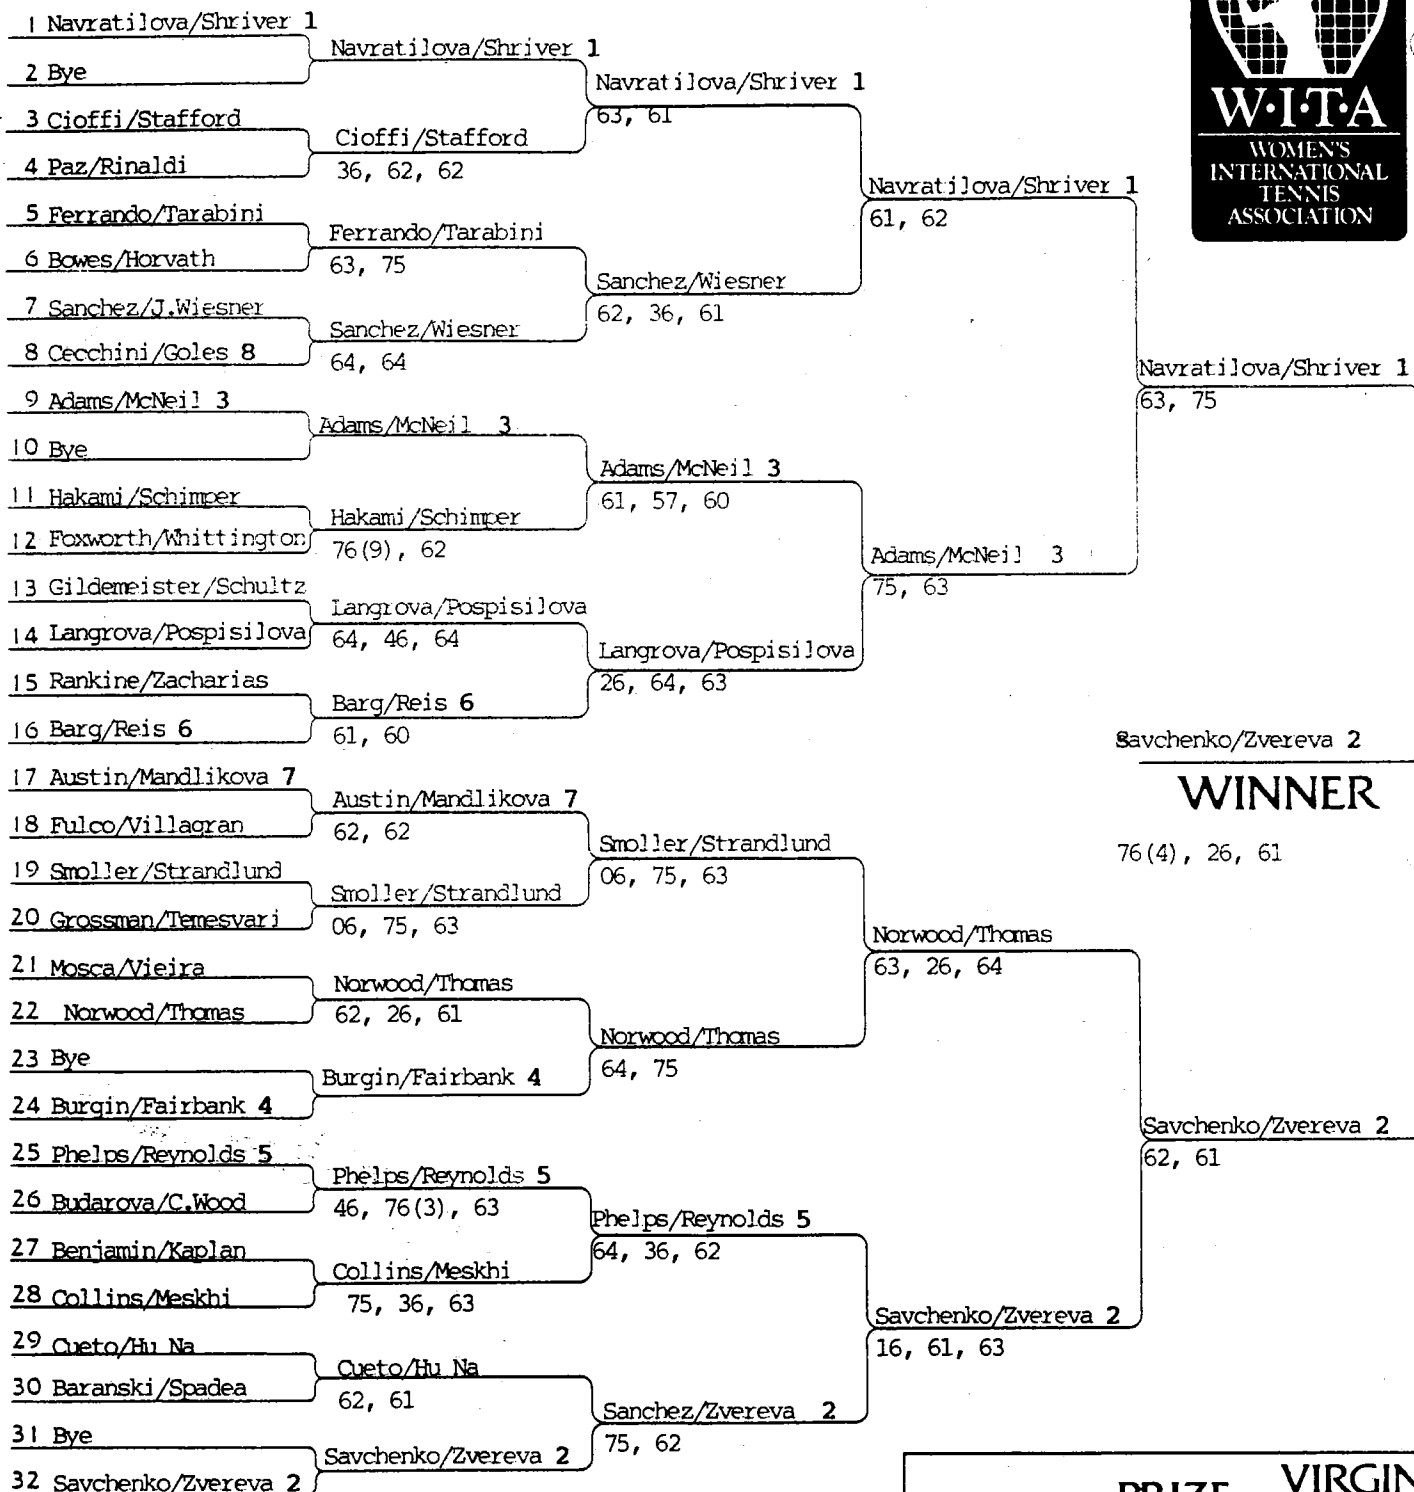 1 Navratilova/Shriver 1
2 Bye
3 Cioffi/Stafford
4 Paz/Rinaldi
5 Ferrando/Tarabini
6 Bowes/Horvath
7 Sanchez/J.Wiesner
8 Cecchini/Goles 8
9 Adams/McNeil 3
10 Bye
11 Hakami/Schimper
12 Foxworth/Whittington
13 Gildemeister/Schultz
14 Langrova/Pospisilova
15 Rankine/Zacharias
16 Barg/Reis 6
17 Austin/Mandlikova 7
18 Fulco/Villagran
19 Smoller/Strandlund
20 Grossman/Temesvari
21 Mosca/Vieira
22 Norwood/Thomas
23 Bye
24 Burgin/Fairbank 4
25 Phelps/Reynolds 5
26 Budarova/C.Wood
27 Benjamin/Kaplan
28 Collins/Meskhi
29 Cueto/Hu Na
30 Baranski/Spadea
31 Bye
32 Savchenko/Zvereva 2
Navratilova/Shriver 1
Cioffi/Stafford
36, 62, 62
Ferrando/Tarabini
63, 75
Sanchez/Wiesner
64, 64
Adams/McNeil 3
Hakami/Schimper
76(9), 62
Langrova/Pospisilova
64, 46, 64
Barg/Reis 6
61, 60
Austin/Mandlikova 7
62, 62
Smoller/Strandlund
06, 75, 63
Norwood/Thomas
62, 26, 61
Burgin/Fairbank 4
Phelps/Reynolds 5
46, 76(3), 63
Collins/Meskhi
75, 36, 63
Cueto/Hu Na
62, 61
Savchenko/Zvereva 2
Navratilova/Shriver 1
63, 61
Sanchez/Wiesner
62, 36, 61
Adams/McNeil 3
61, 57, 60
Langrova/Pospisilova
26, 64, 63
Smoller/Strandlund
06, 75, 63
Norwood/Thomas
64, 75
Phelps/Reynolds 5
64, 36, 62
Sanchez/Zvereva 2
75, 62
Navratilova/Shriver 1
61, 62
Adams/McNeil 3
75, 63
Norwood/Thomas
63, 26, 64
Savchenko/Zvereva 2
16, 61, 63
Navratilova/Shriver 1
63, 75
Savchenko/Zvereva 2
62, 61
Savchenko/Zvereva 2
WINNER
76(4), 26, 61
W·I·T·A
WOMEN'S
INTERNATIONAL
TENNIS
ASSOCIATION
PRIZE
VIRGIN